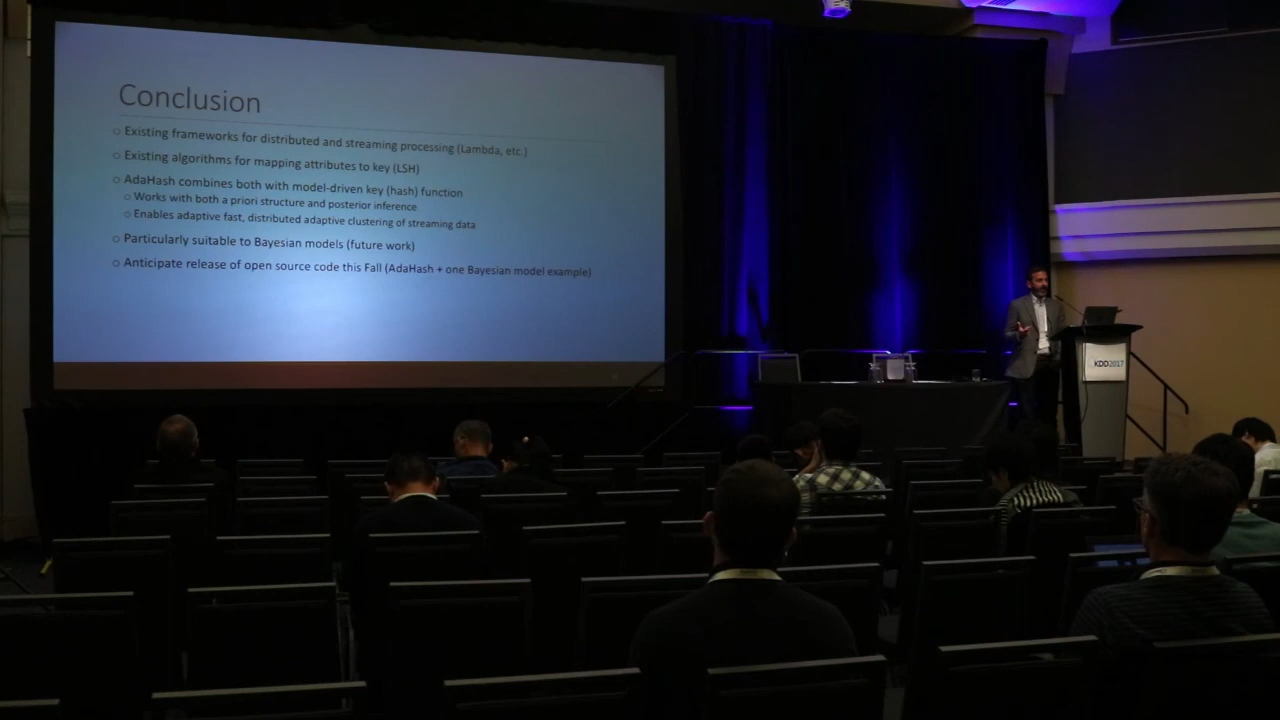 Conclusion
Existing frameworks for distributed and streaming processing (Lambda, etc.)
Existing algorithms for mapping attributes to key (LSH)
AdaHash combines both with model-driven key (hash) function
Works with both a priori structure and posterior inference
Enables adaptive fast, distributed adaptive clustering of streaming data
Particularly suitable to Bayesian models (future work)
Anticipate release of open source code this Fall (AdaHash + one Bayesian model example)
KDD2017